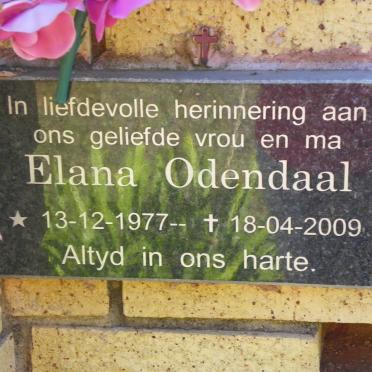 In liefdevolle herinnering aan
ons geliefde vrou en ma
Elana Odendaal
★ 13-12-1977-- ✝ 18-04-2009
Altyd in ons harte.